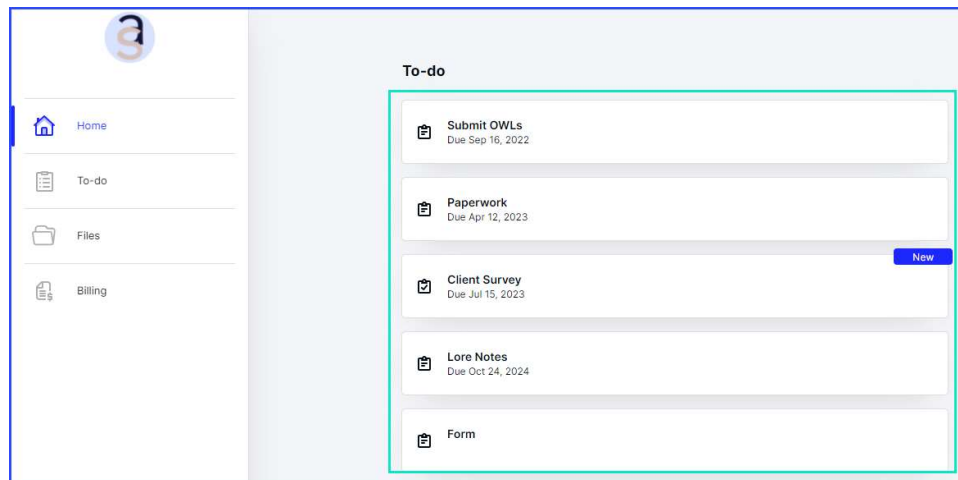 as
Home
To-do
Files
Billing
To-do
Submit OWLs
Due Sep 16, 2022
Paperwork
Due Apr 12, 2023
New
Client Survey
Due Jul 15, 2023
Lore Notes
Due Oct 24, 2024
Form